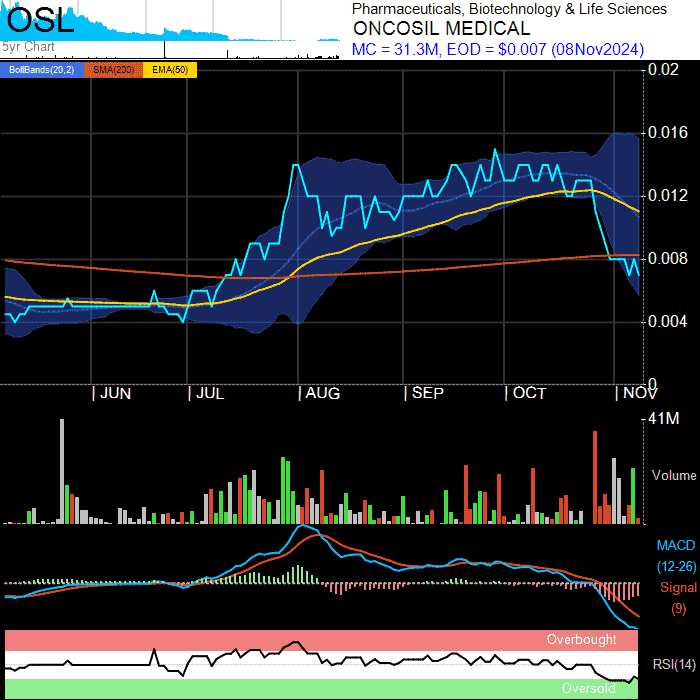 OSL
5yr Chart
Pharmaceuticals, Biotechnology & Life Sciences
ONCOSIL MEDICAL
MC = 31.3M, EOD = $0.007 (08Nov2024)
BollBands(20,2) SMA(200) EMA(50)
0.02
0.016
0.012
0.008
0.004
0
JUN JUL AUG SEP OCT NOV
41M
Volume
MACD
(12-26)
Signal
(9)
Overbought
RSI(14)
Oversold